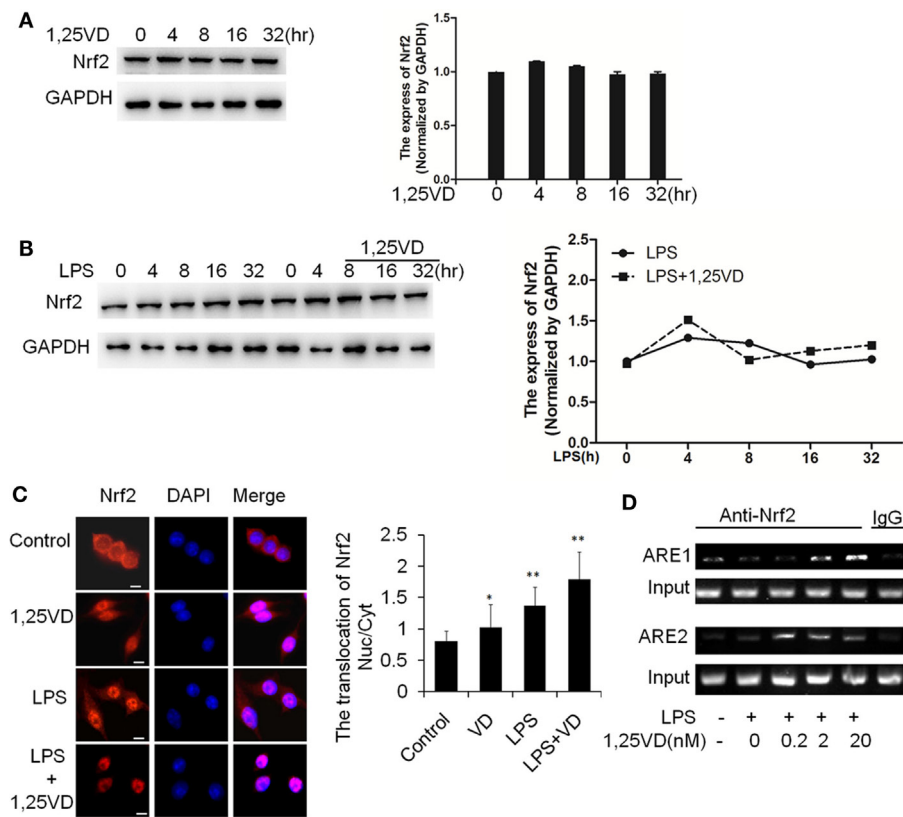 A
1,25VD 0 4 8 16 32(hr)
Nrf2
GAPDH
The express of Nrf2
(Normalized by GAPDH)
1.5
1.0
0.5
0.0
1,25VD 0 4 8 16 32(hr)
B
1,25VD
LPS 0 4 8 16 32 0 4 8 16 32(hr)
Nrf2
GAPDH
The express of Nrf2
(Normalized by GAPDH)
2.5
2.0
1.5
1.0
0.5
0.0
LPS
LPS+1,25VD
LPS(h) 0 4 8 16 32
C
Nrf2 DAPI Merge
Control
1,25VD
LPS
LPS
+
1,25VD
The translocation of Nrf2
Nuc/Cyt
2.5
2
1.5
1
0.5
0
* ** **
Control VD LPS LPS+VD
D
Anti-Nrf2 IgG
ARE1
Input
ARE2
Input
LPS - + + + +
1,25VD(nM) - 0 0.2 2 20